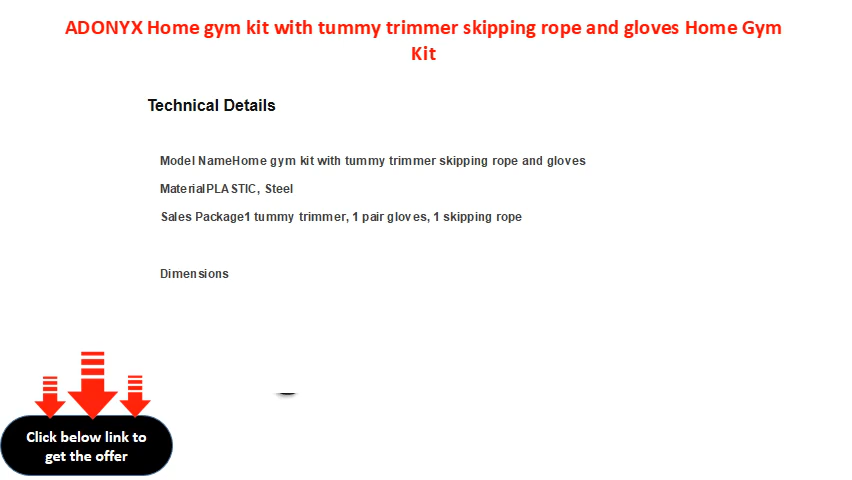 ADONYX Home gym kit with tummy trimmer skipping rope and gloves Home Gym
Kit
Technical Details
Model NameHome gym kit with tummy trimmer skipping rope and gloves
MaterialPLASTIC, Steel
Sales Package1 tummy trimmer, 1 pair gloves, 1 skipping rope
Dimensions
Click below link to
get the offer